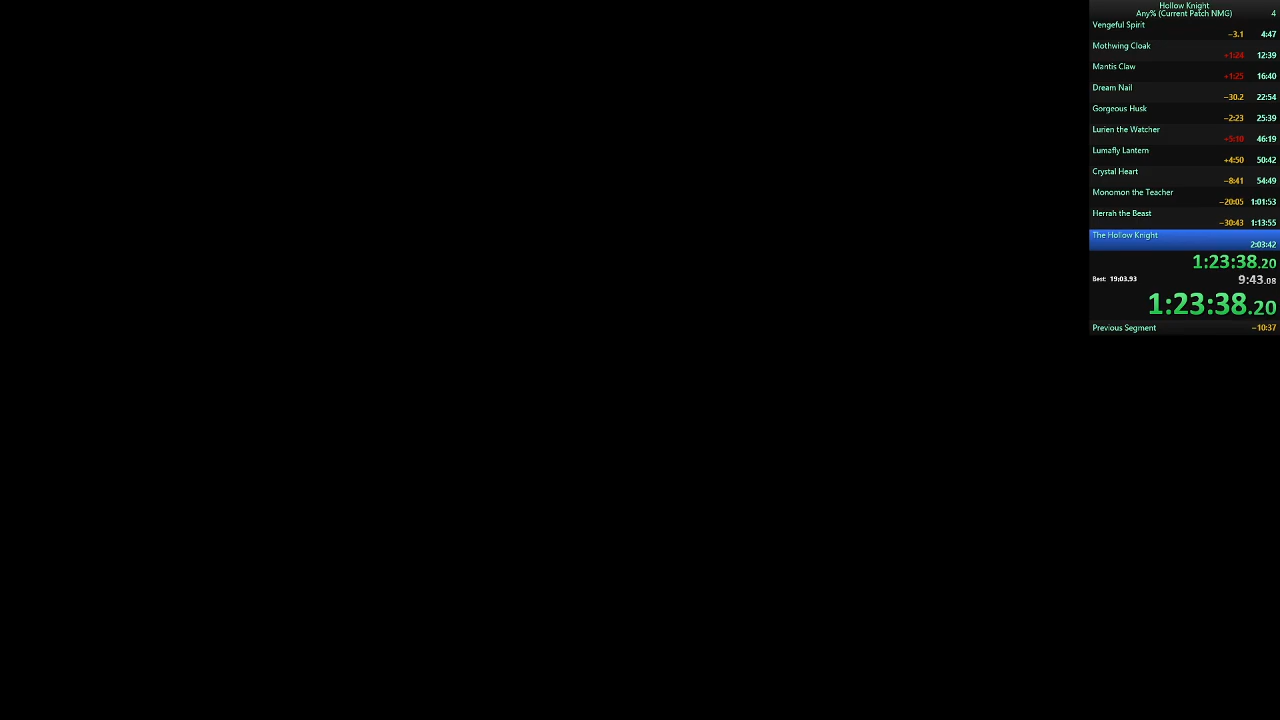 Hollow Knight
Any% (Current Patch NMG) 4
Vengeful Spirit
−3.1 4:47
Mothwing Cloak
+1:24 12:39
Mantis Claw
+1:25 16:40
Dream Nail
−30.2 22:54
Gorgeous Husk
−2:23 25:39
Lurien the Watcher
+5:10 46:19
Lumafly Lantern
+4:50 50:42
Crystal Heart
−8:41 54:49
Monomon the Teacher
−20:05 1:01:53
Herrah the Beast
−30:43 1:13:55
The Hollow Knight
2:03:42
1:23:38.20
Best: 19:03.93 9:43.08
1:23:38.20
Previous Segment −10:37